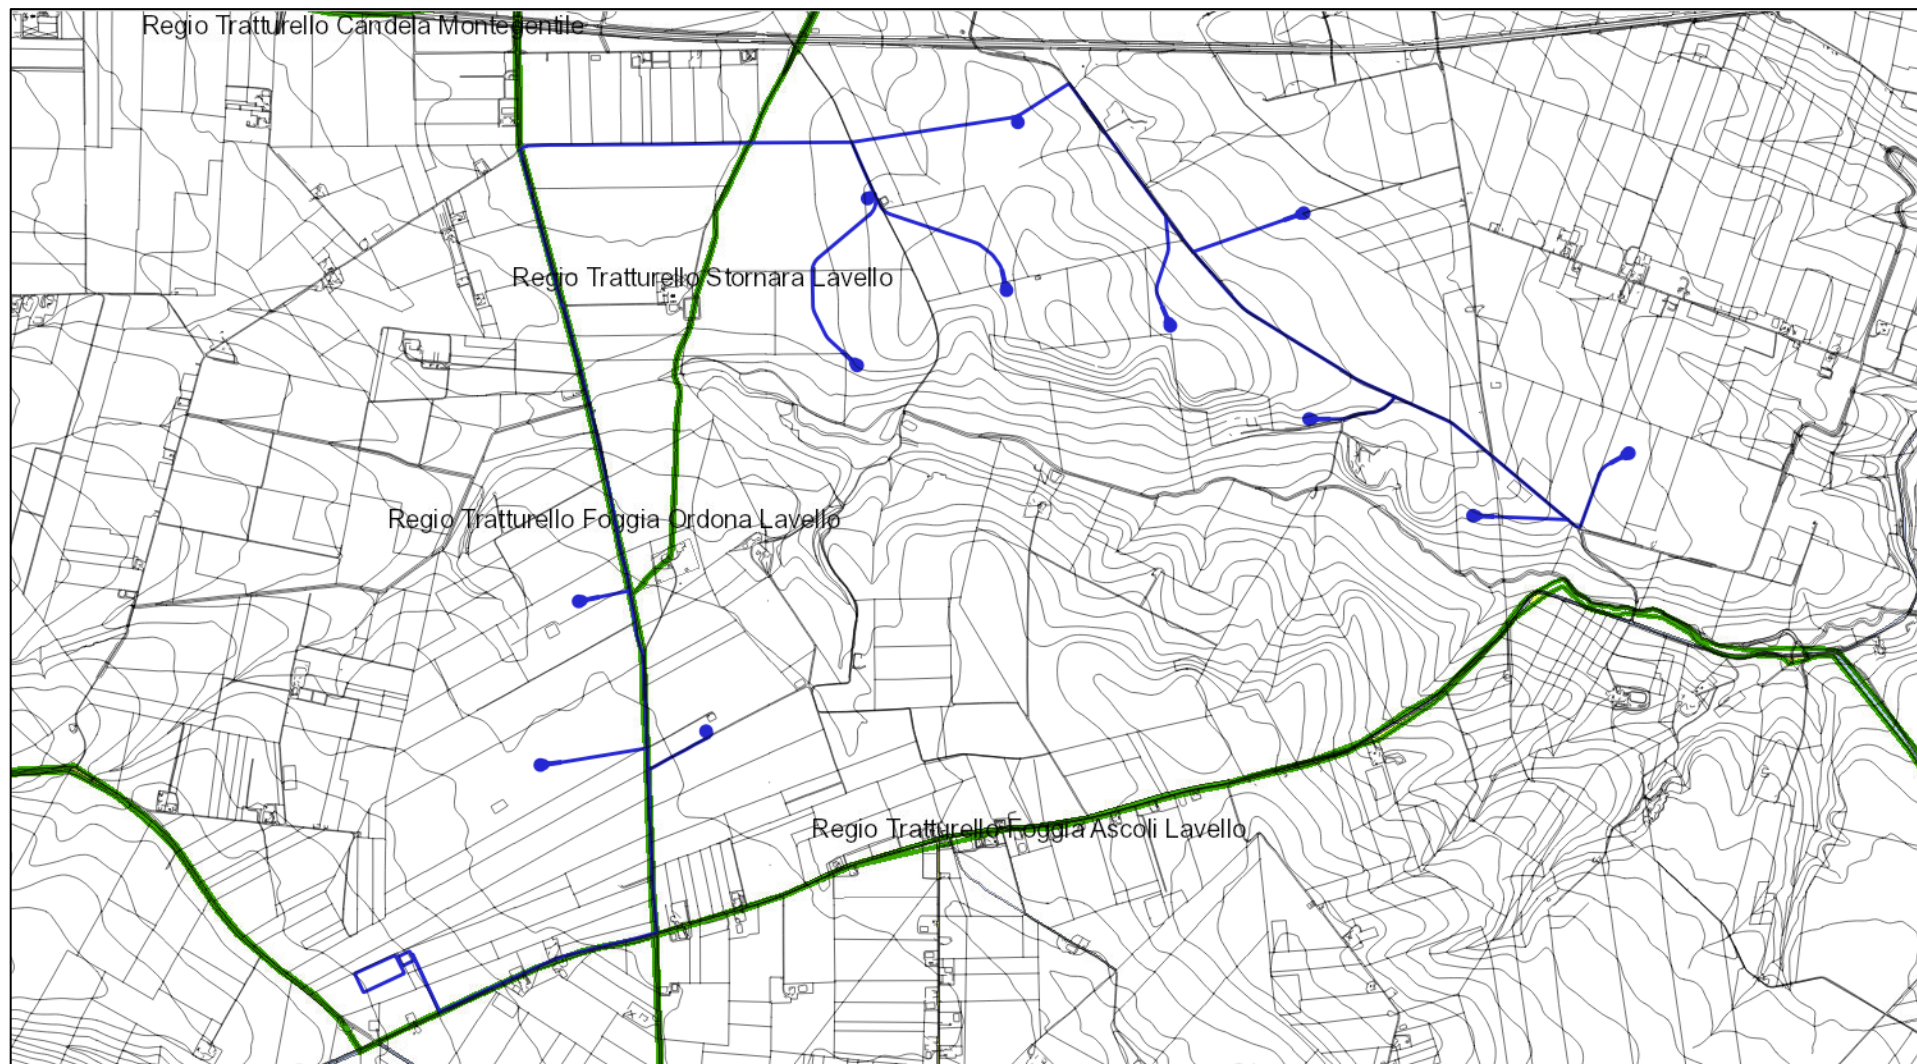 Regio Tratturello Candela Montegentile
Regio Tratturello Stornara Lavello
Regio Tratturello Foggia Ordona Lavello
Regio Tratturello Foggia Ascoli Lavello